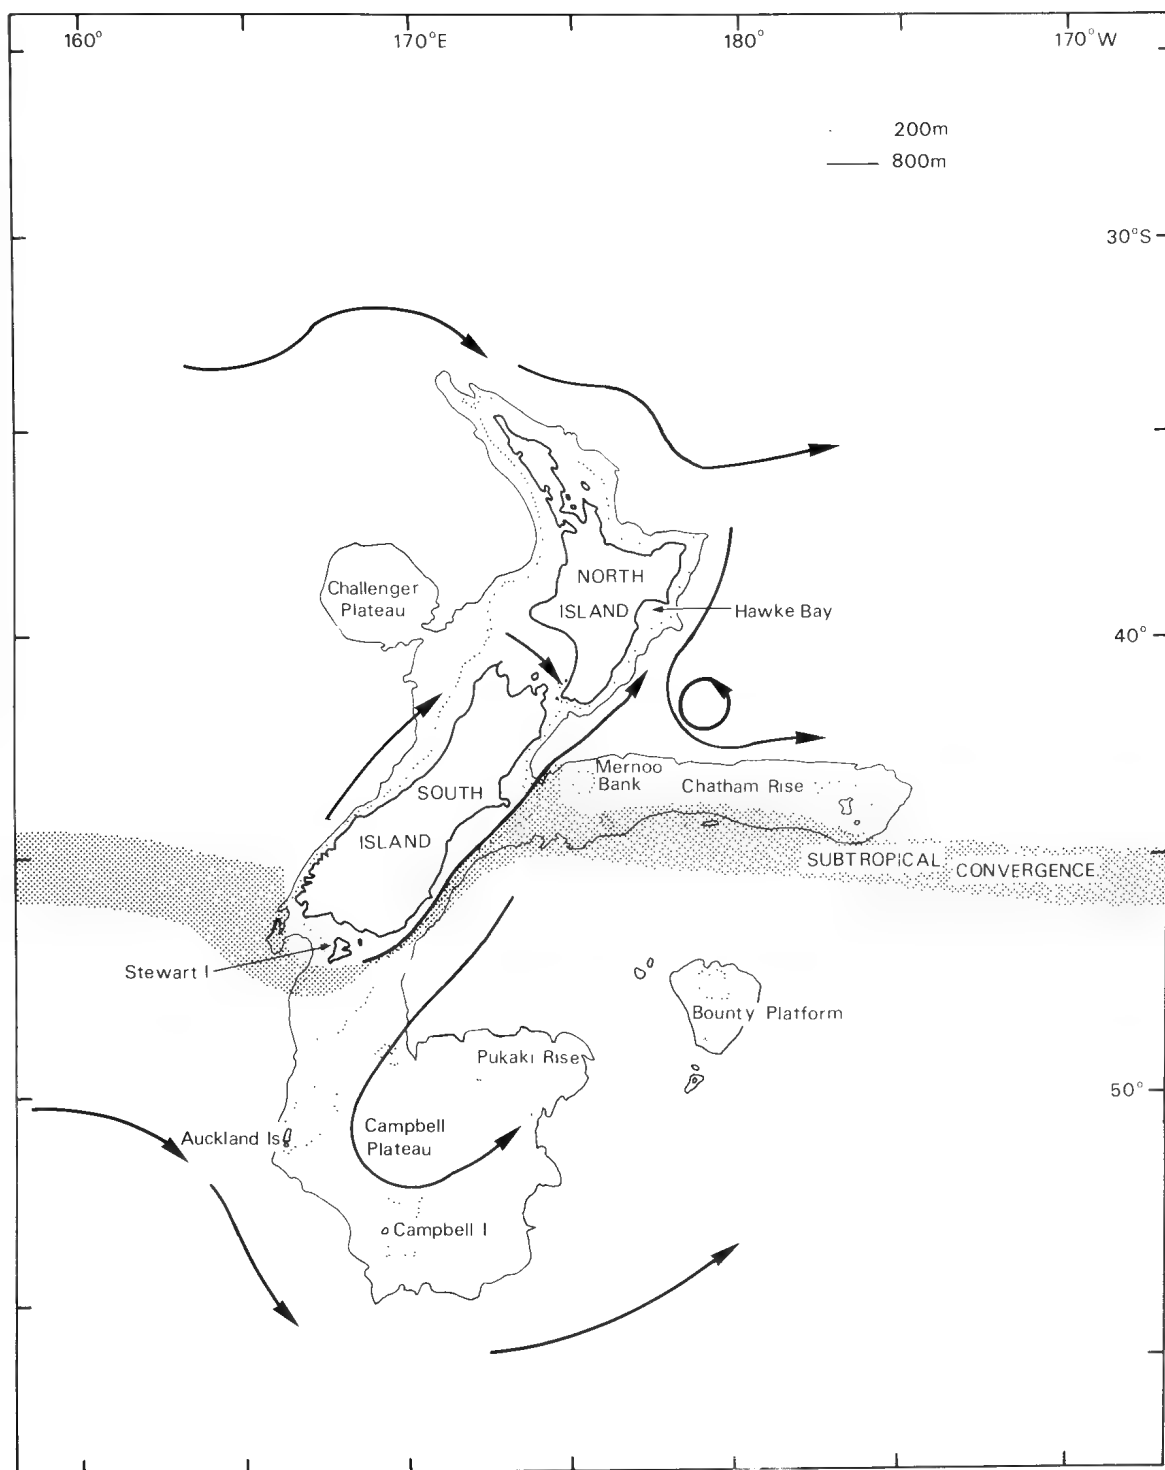 160°
170°E
180°
170°W
200m
800m
30°S
Challenger
Plateau
NORTH
ISLAND
Hawke Bay
40°
Mernoo
Bank
Chatham Rise
SOUTH
ISLAND
SUBTROPICAL
CONVERGENCE
Stewart I
Bounty Platform
Pukaki Rise
50°
Auckland Is
Campbell
Plateau
Campbell I